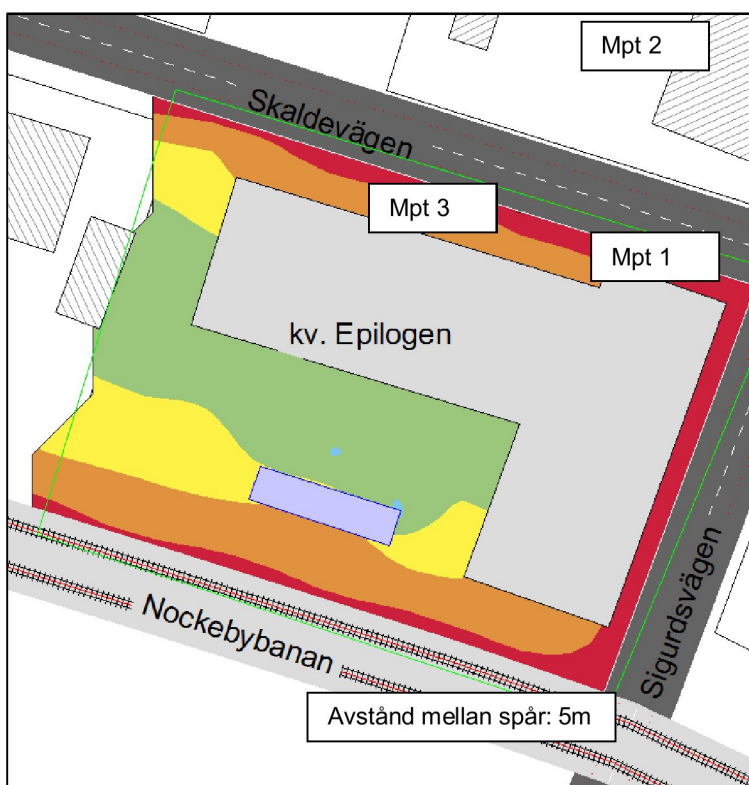 Mpt 2
Skaldevägen
Mpt 3
Mpt 1
kv. Epilogen
Sigurdsvägen
Nockebybanan
Avstånd mellan spår: 5m